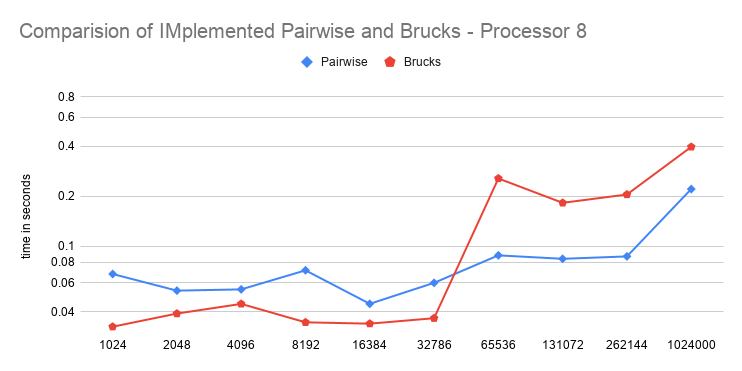 Comparision of IMplemented Pairwise and Brucks - Processor 8
Pairwise Brucks
0.8
0.6
0.4
0.2
0.1
0.08
0.06
0.04
time in seconds
1024 2048 4096 8192 16384 32786 65536 131072 262144 1024000